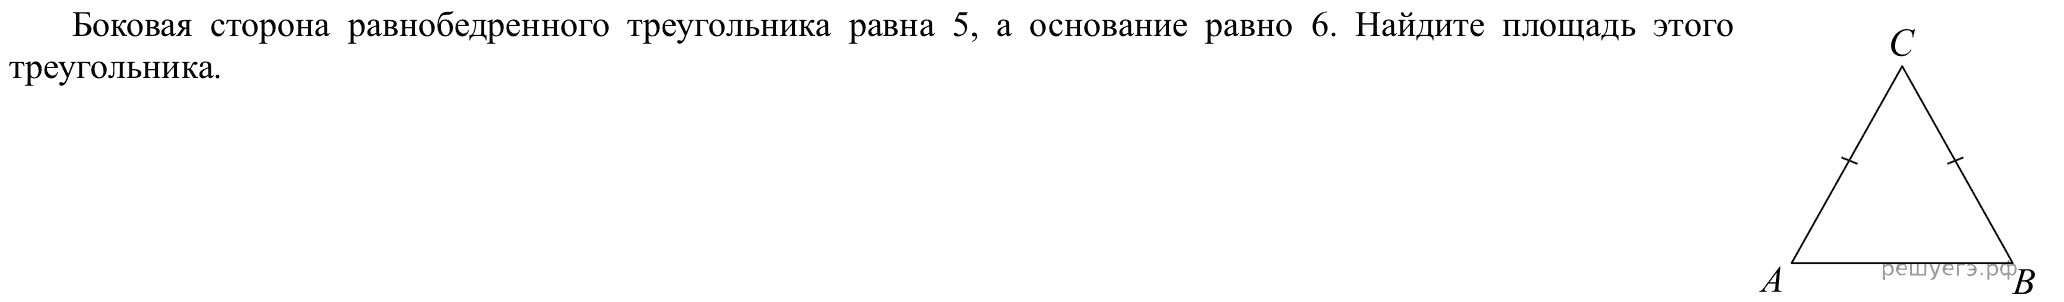 Боковая сторона равнобедренного треугольника равна 5, а основание равно 6. Найдите площадь этого
треугольника.
C
A
B
решуегэ.рф